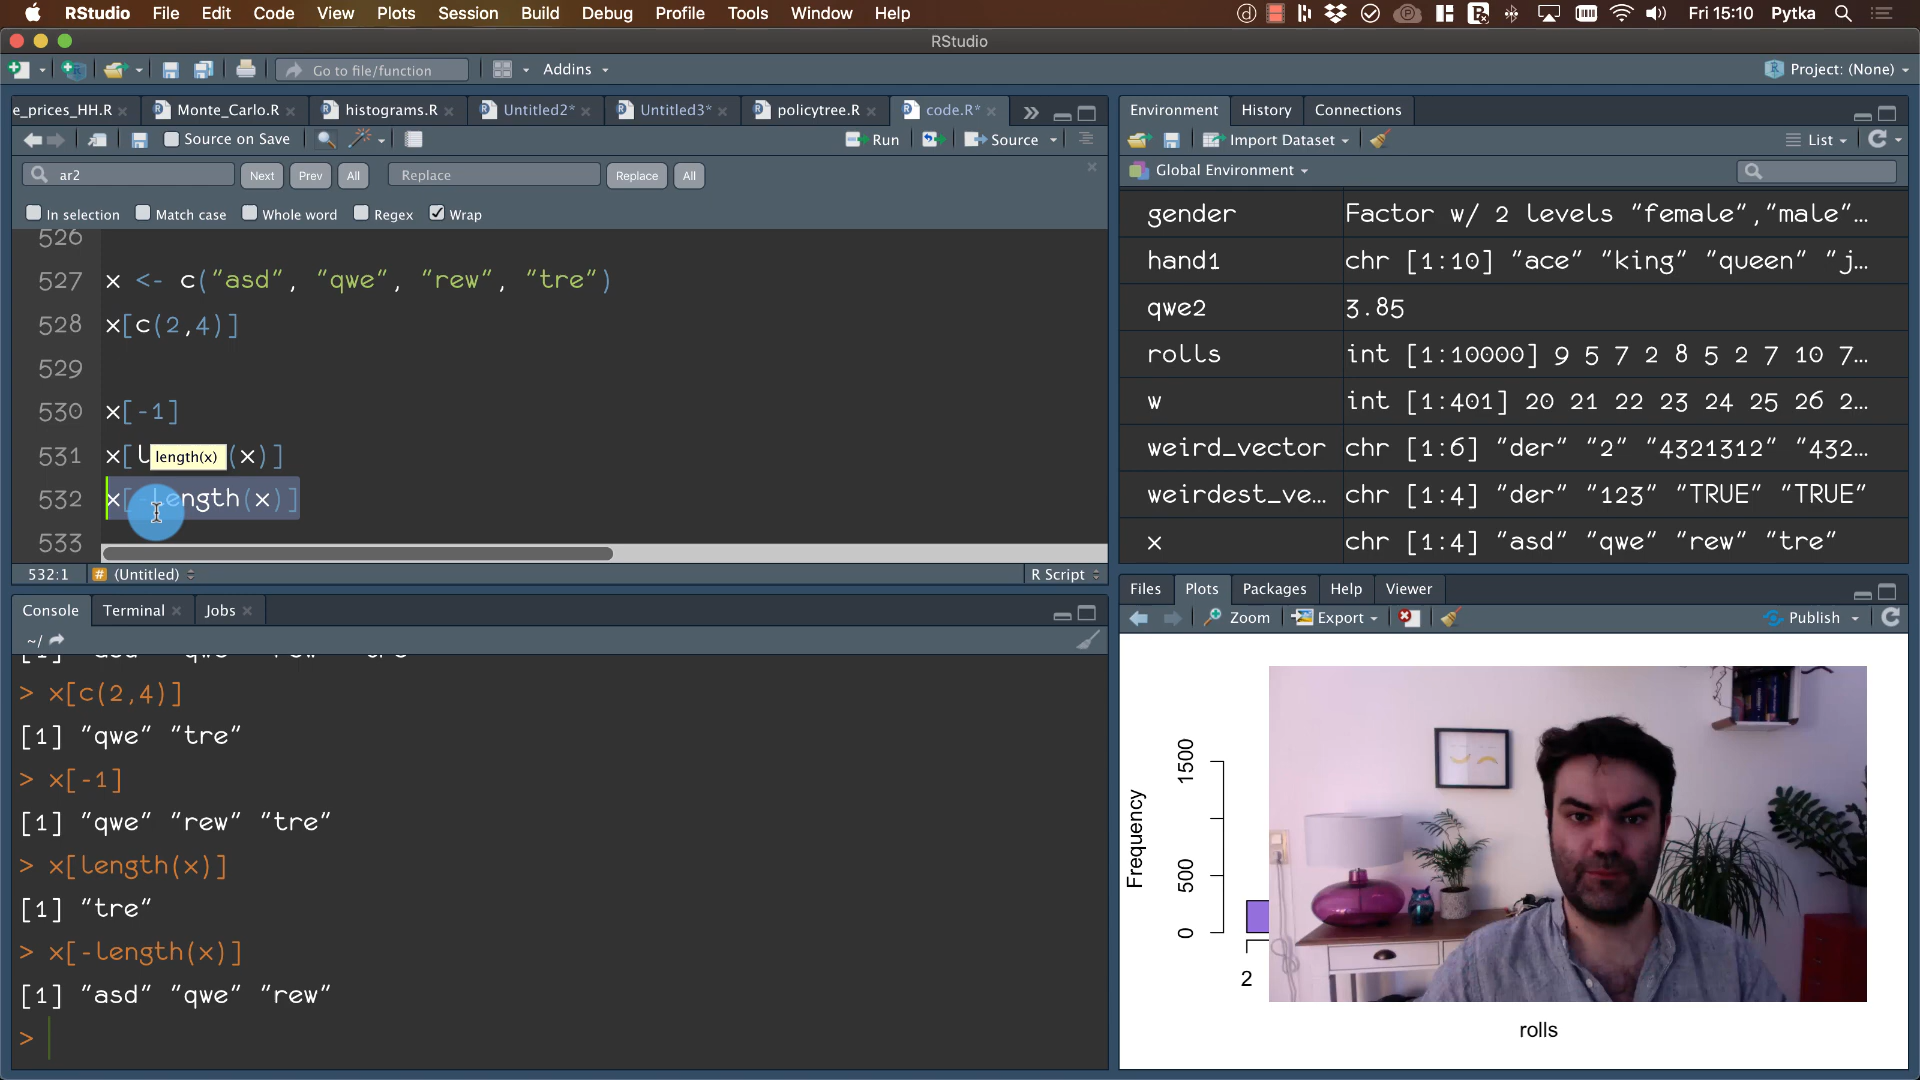 RStudio File Edit Code View Plots Session Build Debug Profile Tools Window Help Fri 15:10 Pytka
RStudio
Go to file/function Addins Project: (None)
e_prices_HH.R Monte_Carlo.R histograms.R Untitled2* Untitled3* policytree.R code.R*
Source on Save Run Source
ar2 Next Prev All Replace Replace All
In selection Match case Whole word Regex Wrap
526
527 x <- c("asd", "qwe", "rew", "tre")
528 x[c(2,4)]
529
530 x[-1]
531 x[l length(x) (x)]
532 x[-length(x)]
533
532:1 # (Untitled) R Script
Console Terminal Jobs
~/
> x[c(2,4)]
[1] "qwe" "tre"
> x[-1]
[1] "qwe" "rew" "tre"
> x[length(x)]
[1] "tre"
> x[-length(x)]
[1] "asd" "qwe" "rew"
>
Environment History Connections
Import Dataset List
Global Environment
gender Factor w/ 2 levels "female","male"…
hand1 chr [1:10] "ace" "king" "queen" "j…
qwe2 3.85
rolls int [1:10000] 9 5 7 2 8 5 2 7 10 7…
w int [1:401] 20 21 22 23 24 25 26 2…
weird_vector chr [1:6] "der" "2" "4321312" "432…
weirdest_ve… chr [1:4] "der" "123" "TRUE" "TRUE"
x chr [1:4] "asd" "qwe" "rew" "tre"
Files Plots Packages Help Viewer
Zoom Export Publish
Frequency
1500
500
0
2
rolls